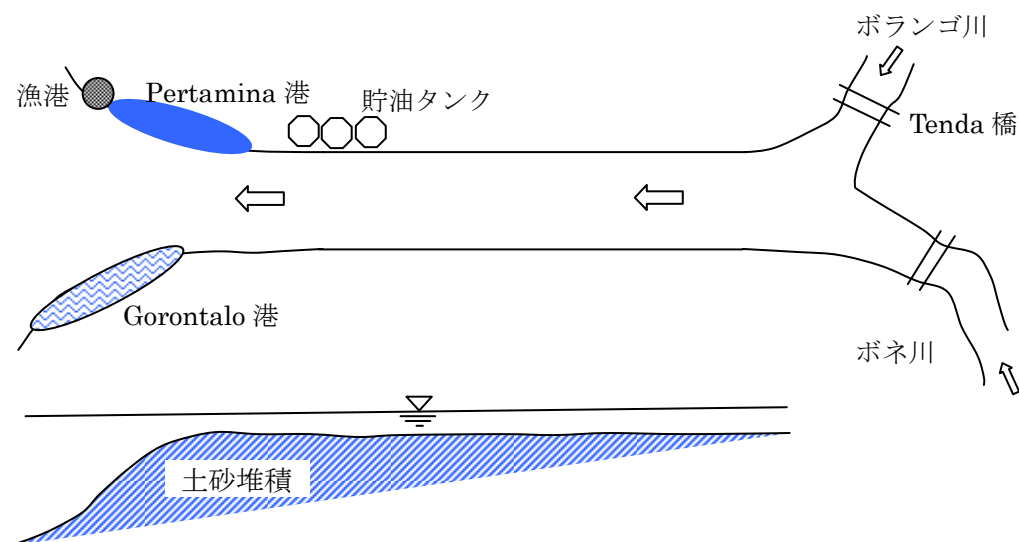 ボランゴ川
漁港
Pertamina 港
貯油タンク
Tenda 橋
Gorontalo 港
ボネ川
土砂堆積